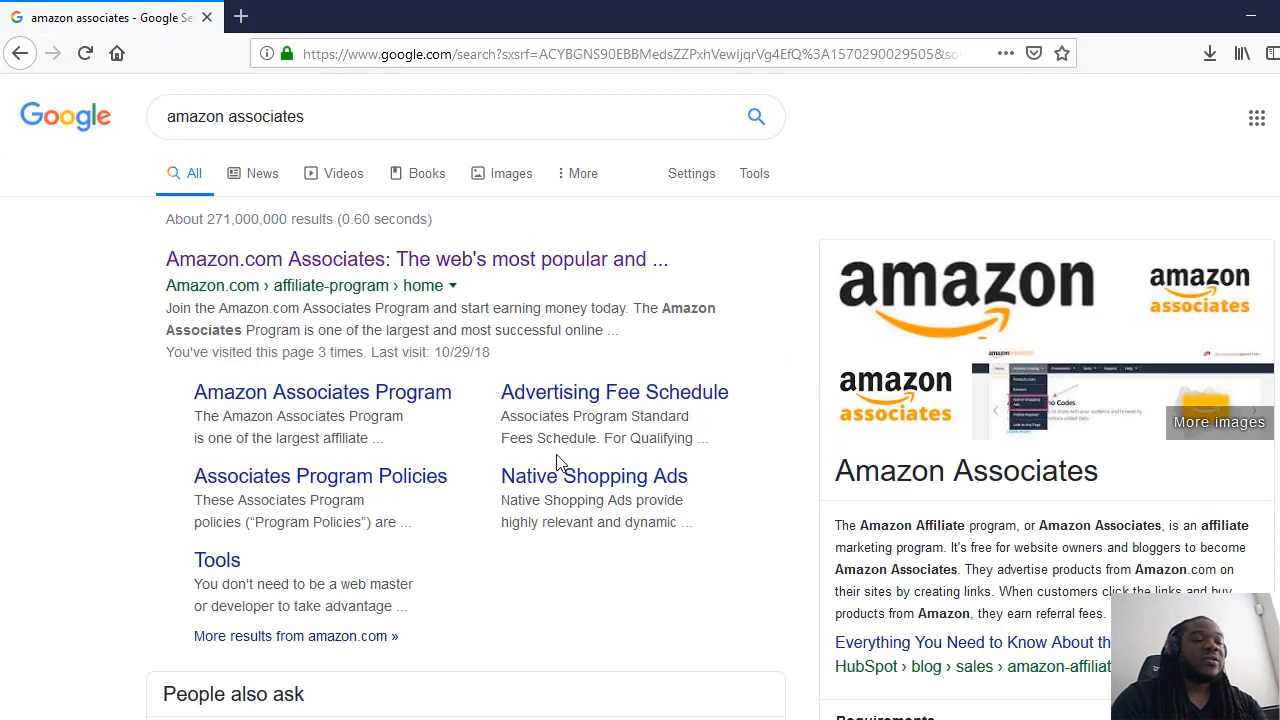 amazon associates - Google Se
https://www.google.com/search?sxsrf=ACYBGNS90EBBMedsZZPxhVewIjqrVg4EfQ%3A1570290029505&so
Google
amazon associates
All News Videos Books Images More Settings Tools
About 271,000,000 results (0.60 seconds)
Amazon.com Associates: The web's most popular and ...
Amazon.com › affiliate-program › home
Join the Amazon.com Associates Program and start earning money today. The Amazon
Associates Program is one of the largest and most successful online ...
You've visited this page 3 times. Last visit: 10/29/18
Amazon Associates Program
The Amazon Associates Program
is one of the largest affiliate ...
Advertising Fee Schedule
Associates Program Standard
Fees Schedule. For Qualifying ...
Associates Program Policies
These Associates Program
policies (“Program Policies”) are ...
Native Shopping Ads
Native Shopping Ads provide
highly relevant and dynamic ...
Tools
You don't need to be a web master
or developer to take advantage ...
More results from amazon.com »
People also ask
amazon
amazon
associates
amazon
associates
More images
Amazon Associates
The Amazon Affiliate program, or Amazon Associates, is an affiliate
marketing program. It's free for website owners and bloggers to become
Amazon Associates. They advertise products from Amazon.com on
their sites by creating links. When customers click the links and buy
products from Amazon, they earn referral fees.
Everything You Need to Know About th
HubSpot › blog › sales › amazon-affiliat
Requirements